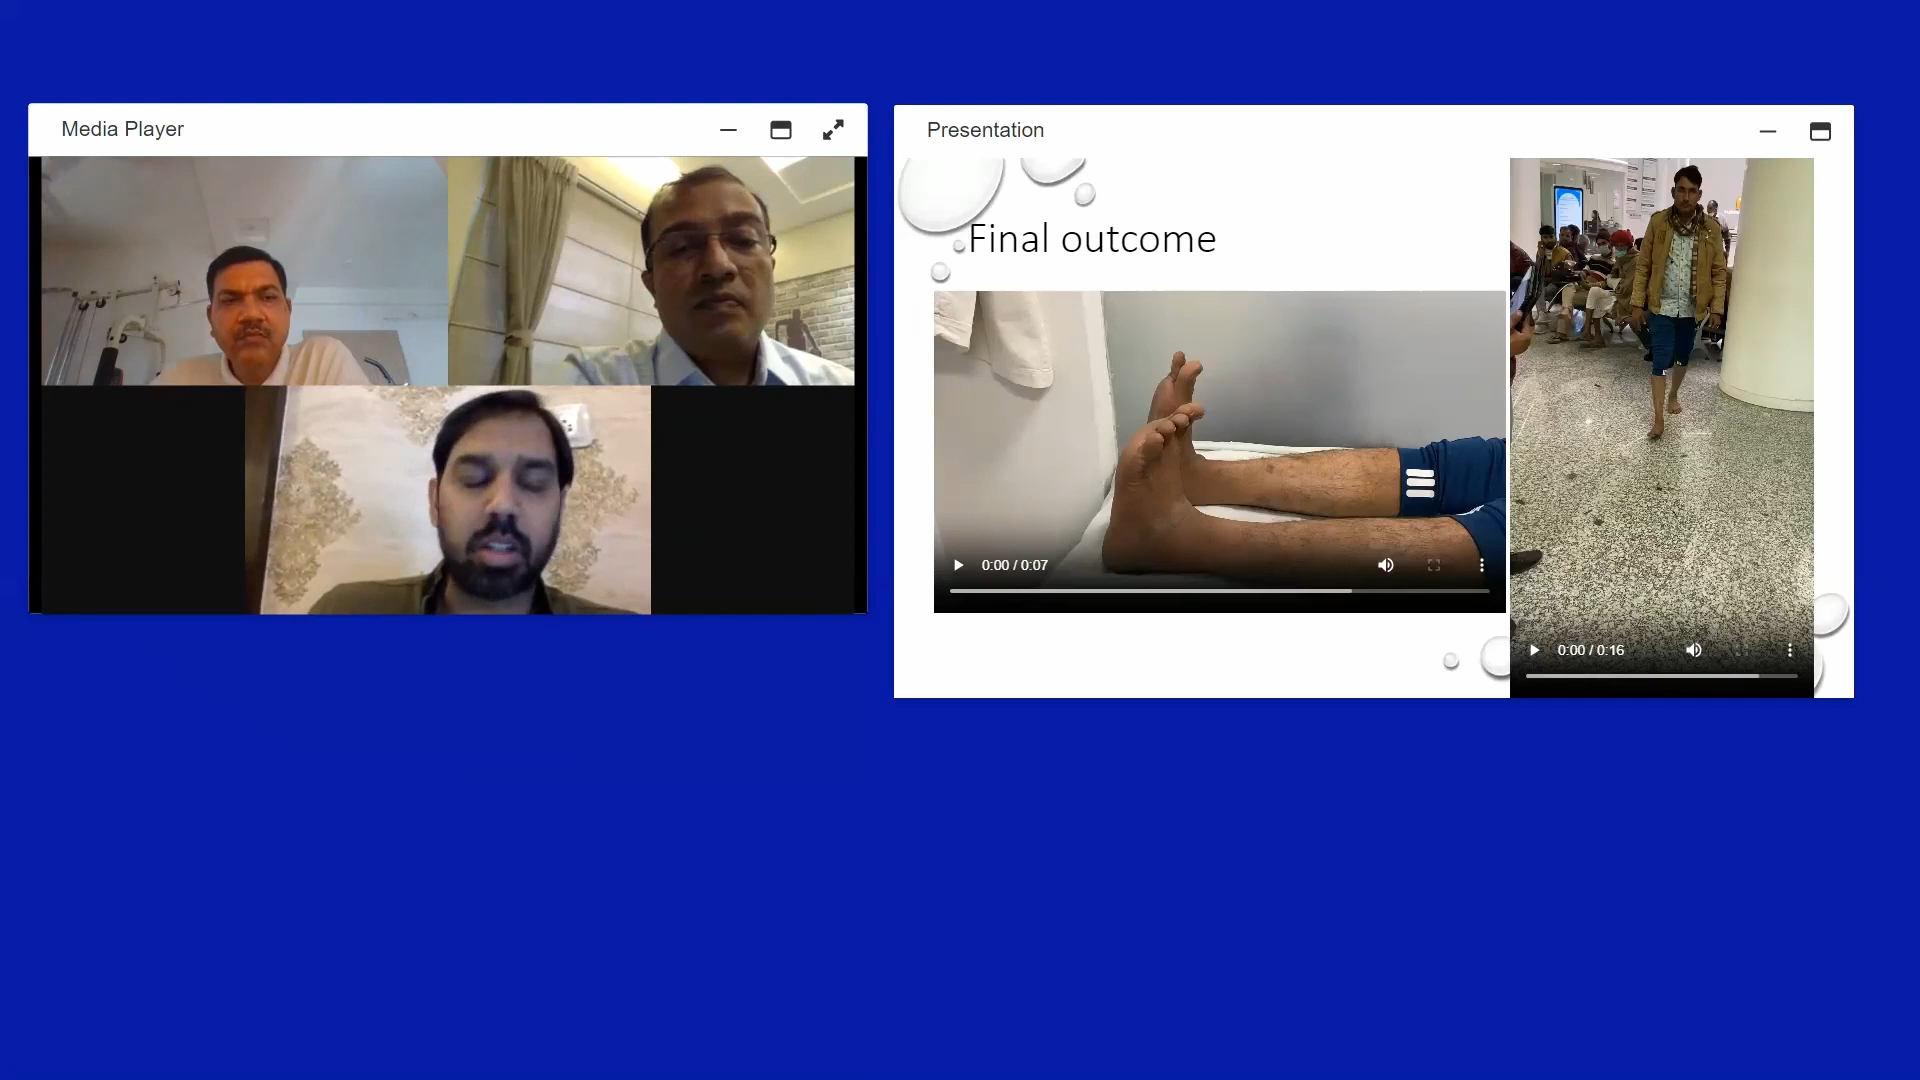 Media Player
Presentation
Final outcome
0:00 / 0:07
0:00 / 0:16